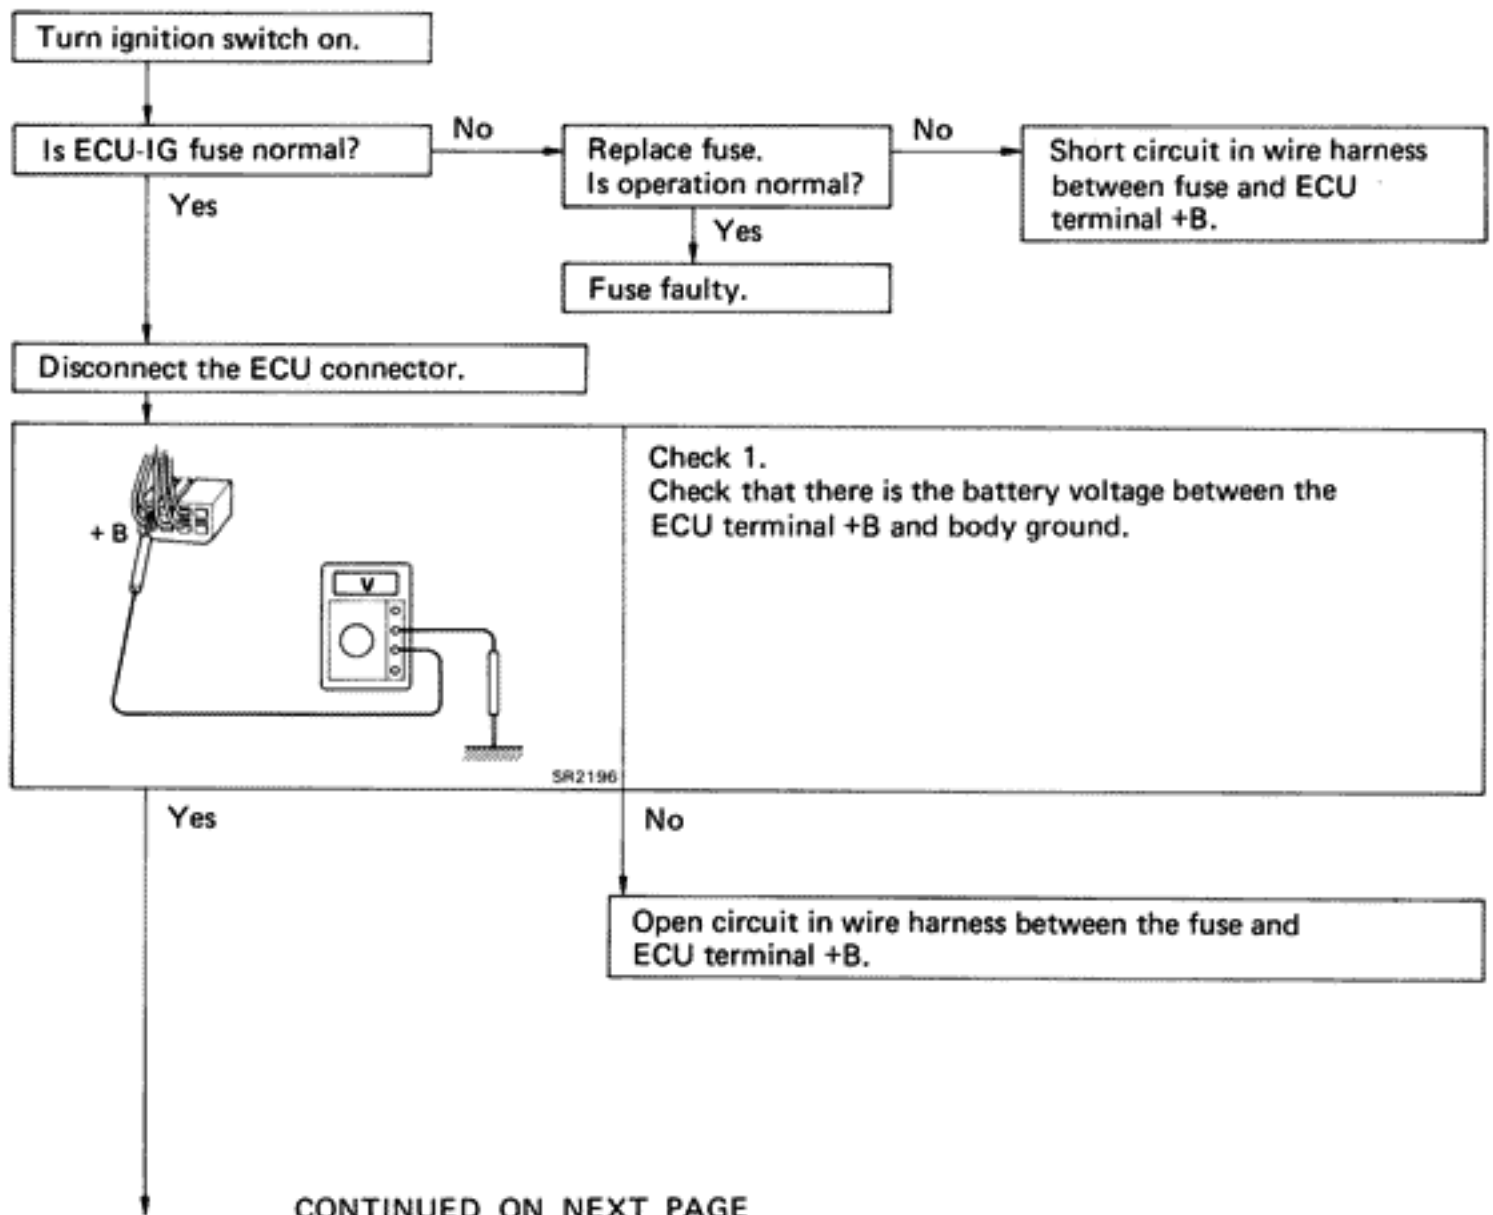 Turn ignition switch on.
Is ECU-IG fuse normal?
No
Replace fuse.
Is operation normal?
No
Short circuit in wire harness
between fuse and ECU
terminal +B.
Yes
Yes
Fuse faulty.
Disconnect the ECU connector.
+ B
V
SR2196
Check 1.
Check that there is the battery voltage between the
ECU terminal +B and body ground.
Yes
No
Open circuit in wire harness between the fuse and
ECU terminal +B.
CONTINUED ON NEXT PAGE